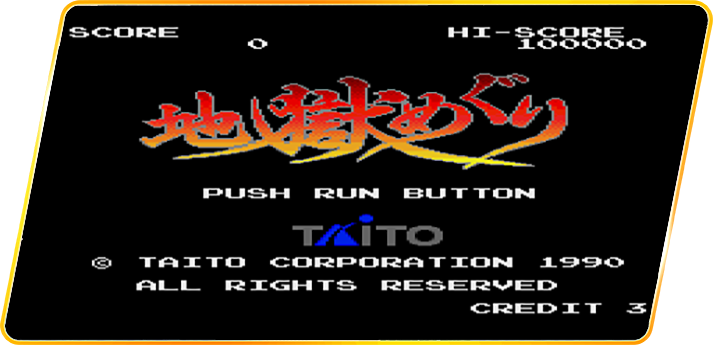 SCORE HI-SCORE
0 100000
地獄めぐり
PUSH RUN BUTTON
TAITO
© TAITO CORPORATION 1990
ALL RIGHTS RESERVED
CREDIT 3